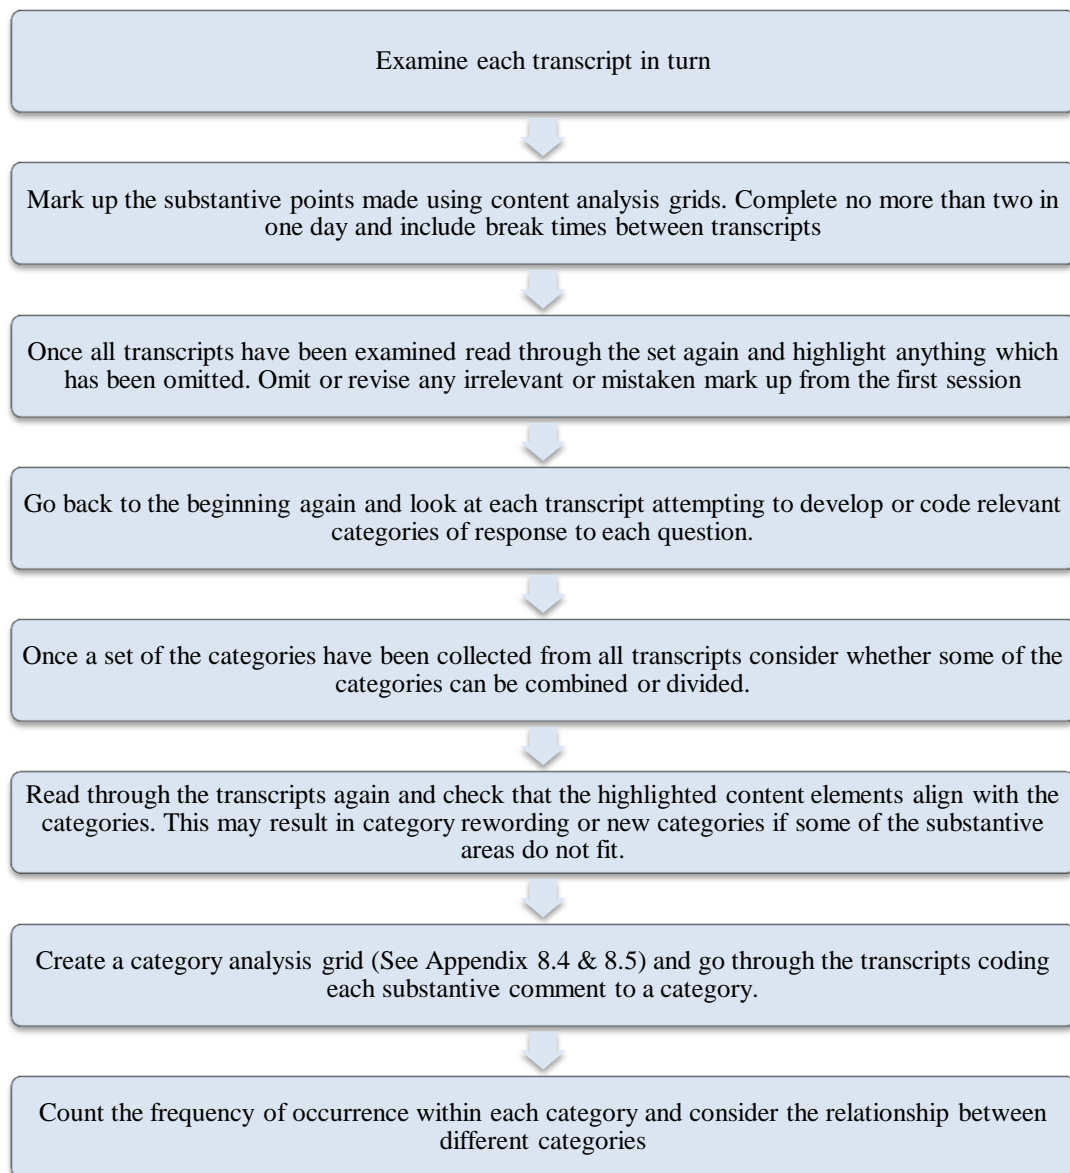 Examine each transcript in turn
Mark up the substantive points made using content analysis grids. Complete no more than two in
one day and include break times between transcripts
Once all transcripts have been examined read through the set again and highlight anything which
has been omitted. Omit or revise any irrelevant or mistaken mark up from the first session
Go back to the beginning again and look at each transcript attempting to develop or code relevant
categories of response to each question.
Once a set of the categories have been collected from all transcripts consider whether some of the
categories can be combined or divided.
Read through the transcripts again and check that the highlighted content elements align with the
categories. This may result in category rewording or new categories if some of the substantive
areas do not fit.
Create a category analysis grid (See Appendix 8.4 & 8.5) and go through the transcripts coding
each substantive comment to a category.
Count the frequency of occurrence within each category and consider the relationship between
different categories